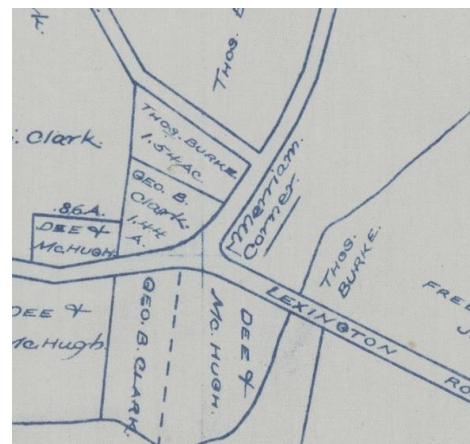 k.
THOS. D
THOS. BURKE
1.54 AC.
. Clark.
GEO. B.
Clark
1.44
A.
Merriam.
Corner.
.86A.
DEE &
McHUGH.
THOS.
BURKE.
FRE
DEE &
McHugh.
GEO. B. CLARK.
DEE &
Mc. HUGH.
LEXINGTON RO